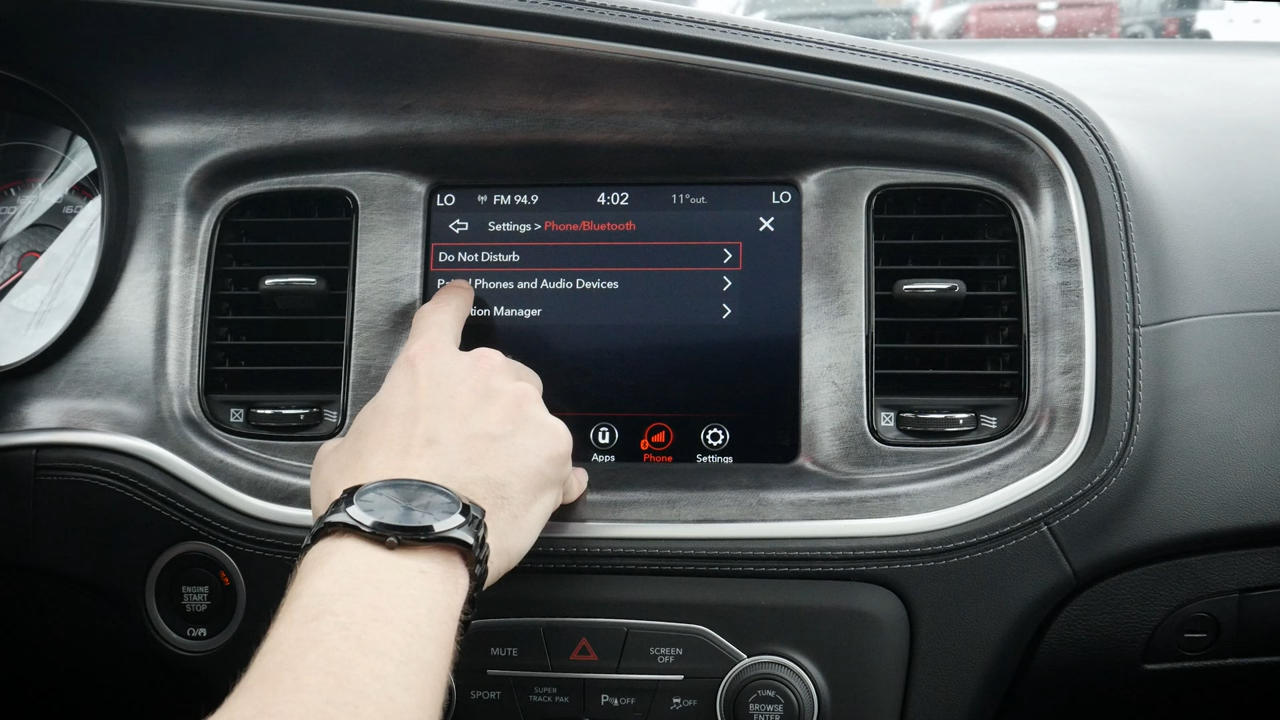 LO FM 94.9 4:02 11°out. LO
Settings > Phone/Bluetooth
Do Not Disturb
Phones and Audio Devices
Manager
Apps Phone Settings
160
ENGINE
START
STOP
MUTE
SCREEN
OFF
SPORT
SUPER
TRACK PAK
P OFF
OFF
TUNE
BROWSE
ENTER